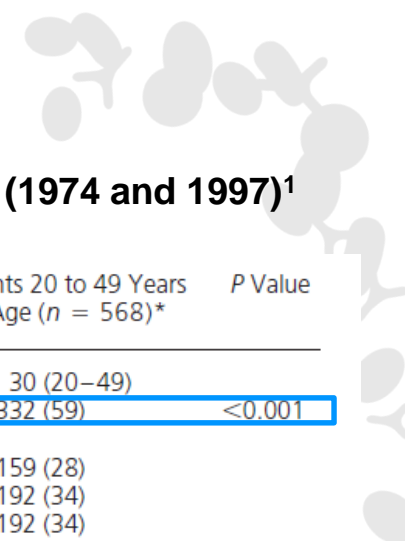 (1974 and 1997)¹
nts 20 to 49 Years P Value
Age (n = 568)*
30 (20–49)
332 (59) <0.001
159 (28)
192 (34)
192 (34)